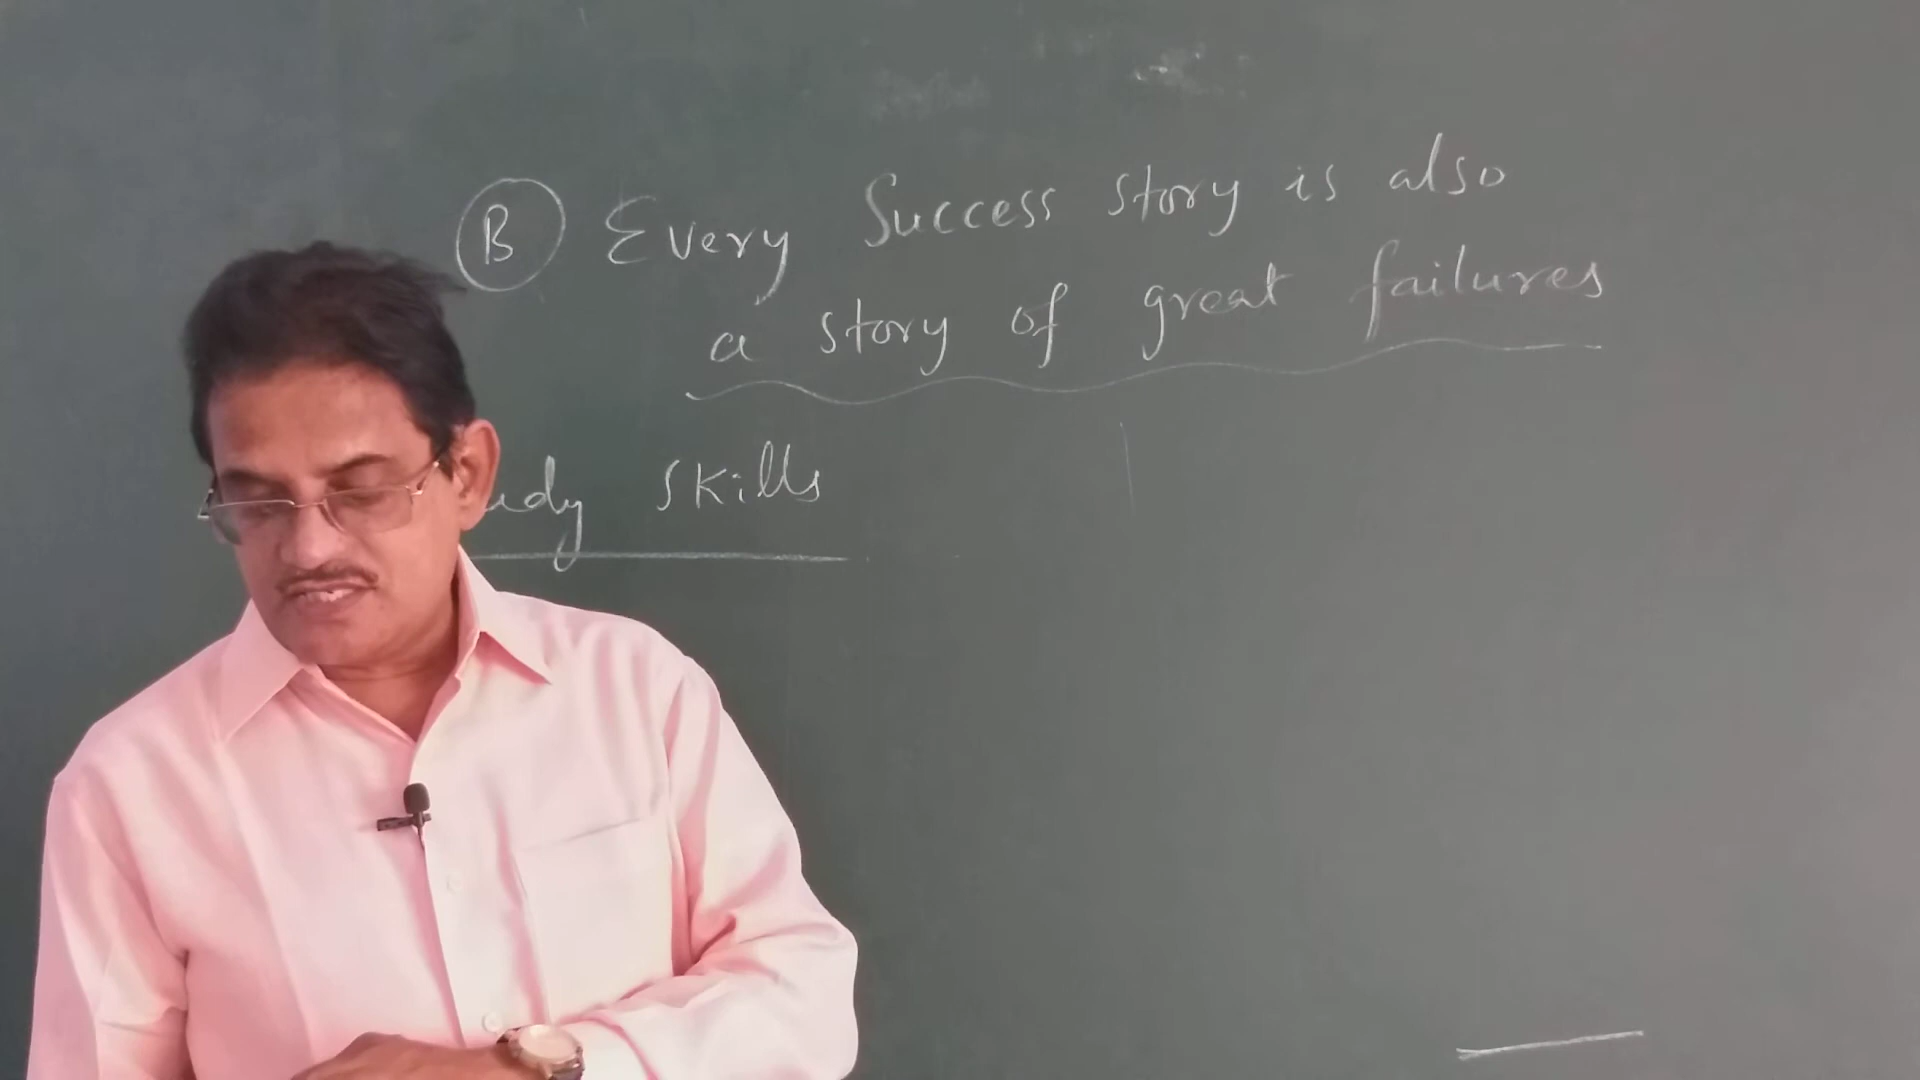 B Every Success story is also
a story of great failures
udy skills